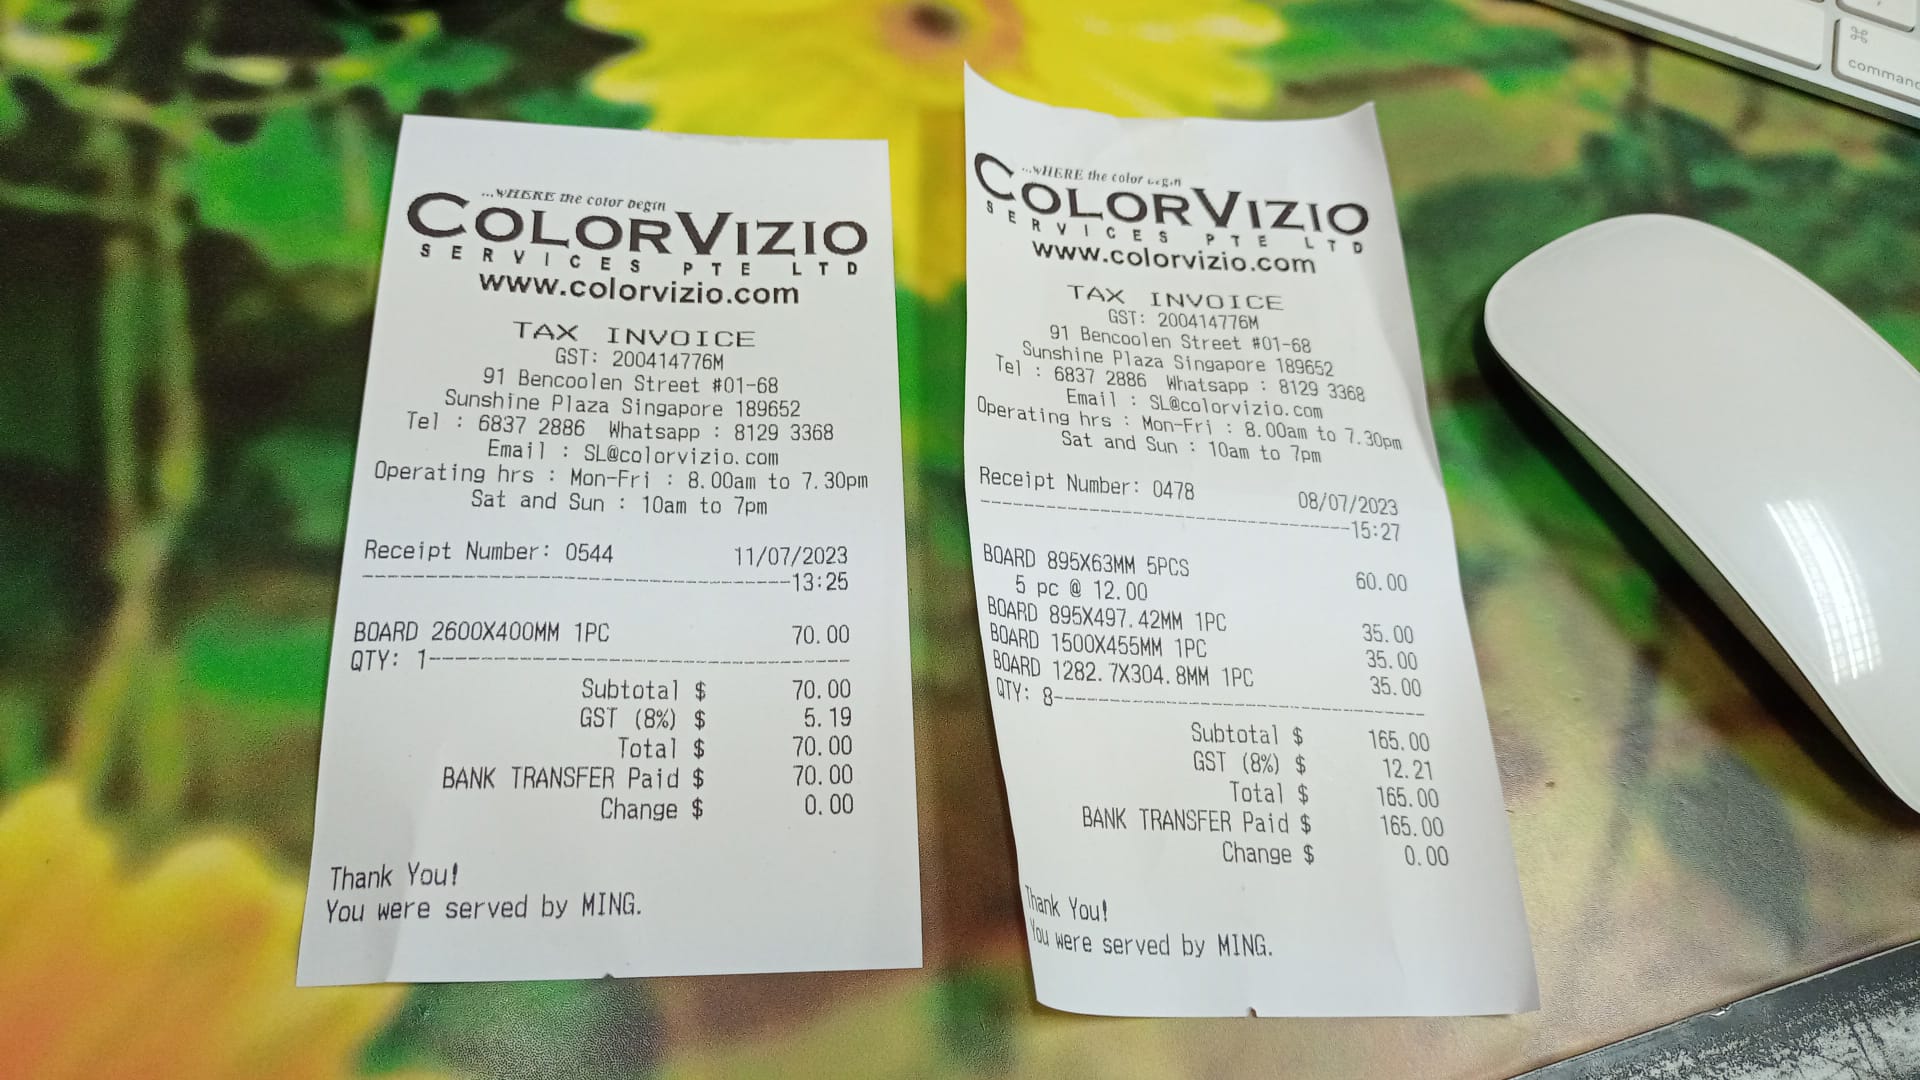 ...WHERE the color begin
COLORVIZIO
SERVICES PTE LTD
www.colorvizio.com
TAX INVOICE
GST: 200414776M
91 Bencoolen Street #01-68
Sunshine Plaza Singapore 189652
Tel : 6837 2886 Whatsapp : 8129 3368
Email : SL@colorvizio.com
Operating hrs : Mon-Fri : 8.00am to 7.30pm
Sat and Sun : 10am to 7pm
Receipt Number: 0544 11/07/2023
13:25
BOARD 2600X400MM 1PC 70.00
QTY: 1
Subtotal $ 70.00
GST (8%) $ 5.19
Total $ 70.00
BANK TRANSFER Paid $ 70.00
Change $ 0.00
Thank You!
You were served by MING.
...WHERE the color begin
COLORVIZIO
SERVICES PTE LTD
www.colorvizio.com
TAX INVOICE
GST: 200414776M
91 Bencoolen Street #01-68
Sunshine Plaza Singapore 189652
Tel : 6837 2886 Whatsapp : 8129 3368
Email : SL@colorvizio.com
Operating hrs : Mon-Fri : 8.00am to 7.30pm
Sat and Sun : 10am to 7pm
Receipt Number: 0478 08/07/2023
15:27
BOARD 895X63MM 5PCS
5 pc @ 12.00 60.00
BOARD 895X497.42MM 1PC 35.00
BOARD 1500X455MM 1PC 35.00
BOARD 1282.7X304.8MM 1PC 35.00
QTY: 8
Subtotal $ 165.00
GST (8%) $ 12.21
Total $ 165.00
BANK TRANSFER Paid $ 165.00
Change $ 0.00
Thank You!
You were served by MING.
⌘
command